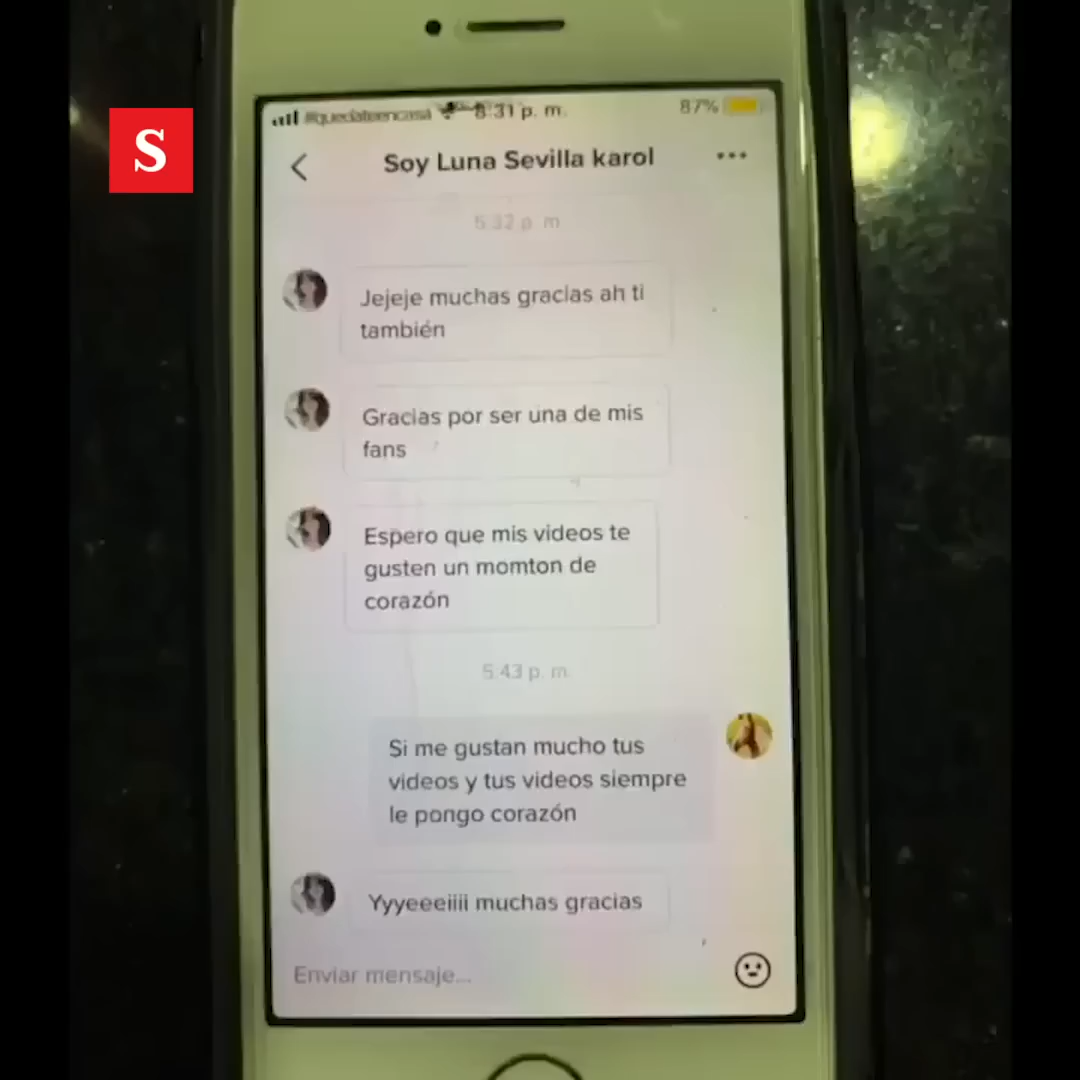 S
#quedateencasa 8:31 p. m. 87%
Soy Luna Sevilla karol
5:32 p. m.
Jejeje muchas gracias ah ti
también
Gracias por ser una de mis
fans
Espero que mis videos te
gusten un momton de
corazón
5:43 p. m.
Si me gustan mucho tus
videos y tus videos siempre
le pongo corazón
Yyyeeeiiii muchas gracias
Enviar mensaje...